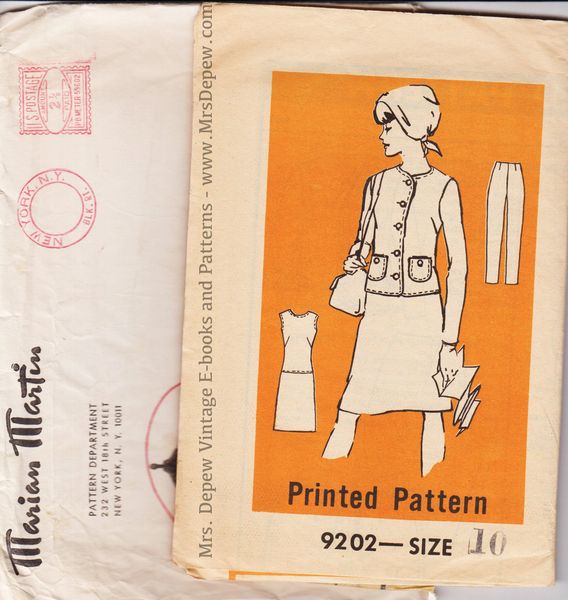 U.S. POSTAGE
NEW YORK, N.Y.
Marian Martin
PATTERN DEPARTMENT
232 WEST 18th STREET
NEW YORK, N. Y. 10011
Mrs. Depew Vintage E-books and Patterns - www.MrsDepew.com
Printed Pattern
9202—SIZE 10